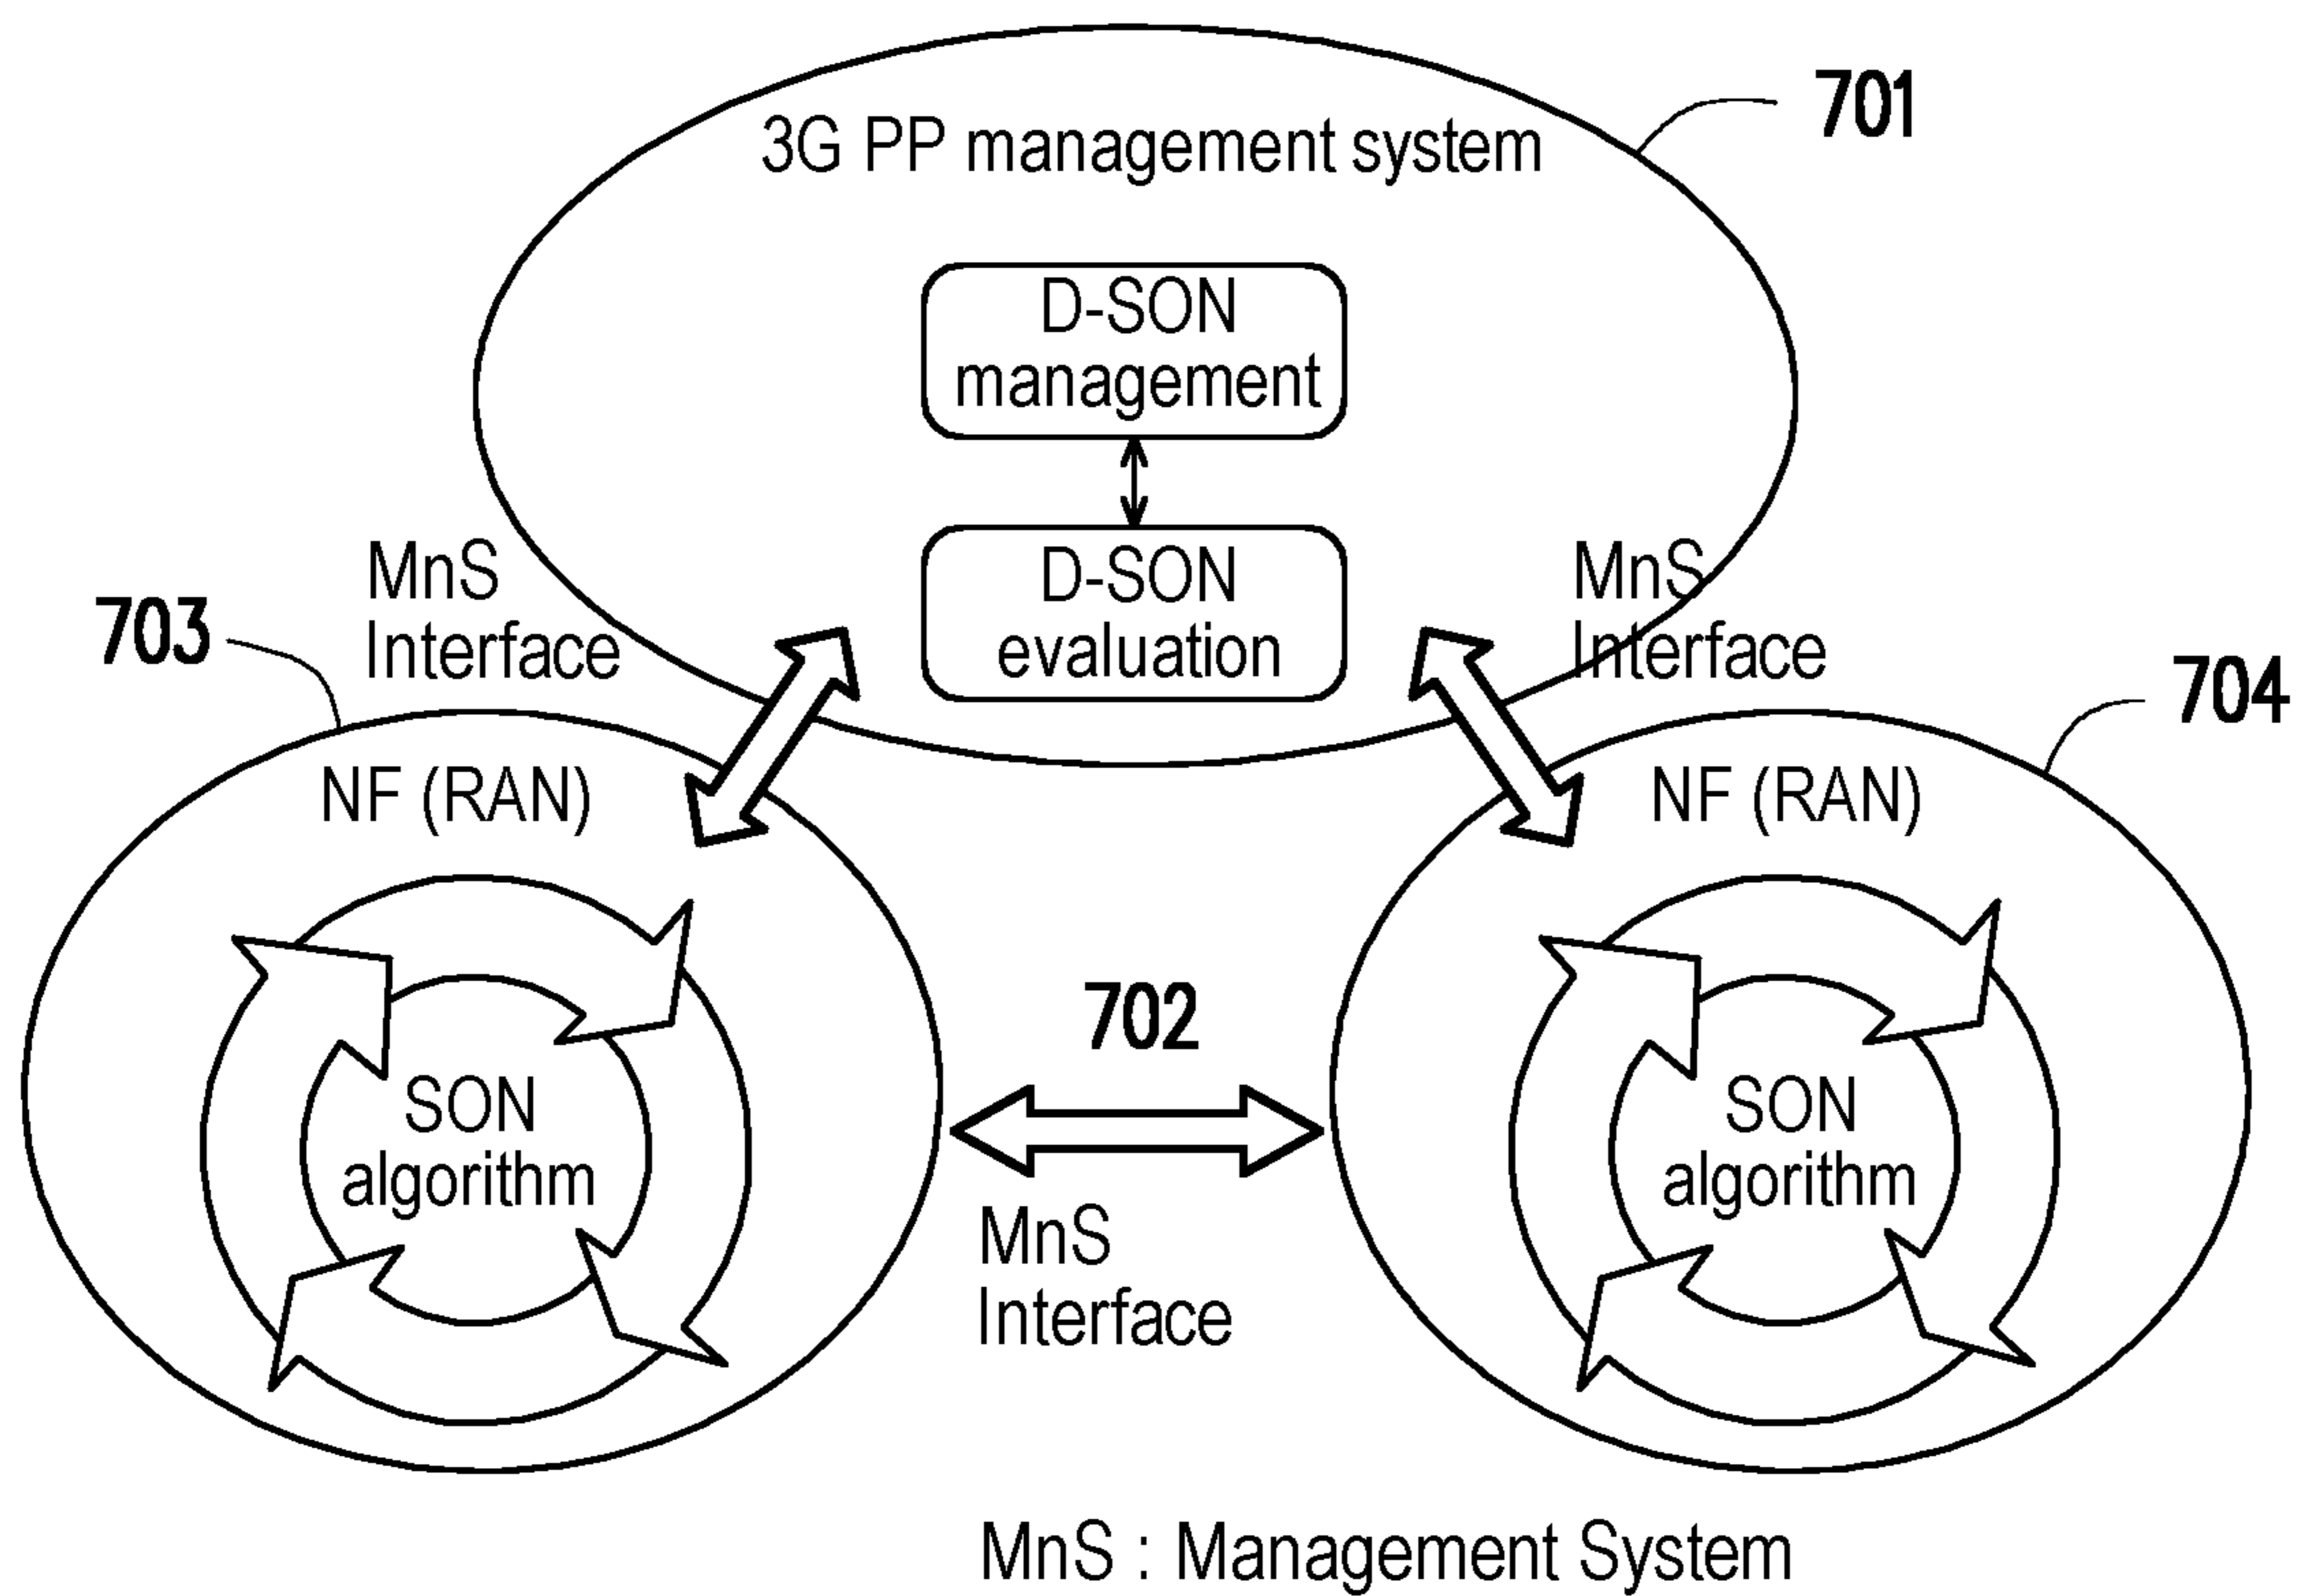 701
3G PP management system
D-SON
management
D-SON
evaluation
MnS
Interface
MnS
Interface
703
704
NF (RAN)
NF (RAN)
702
SON
algorithm
SON
algorithm
MnS
Interface
MnS : Management System